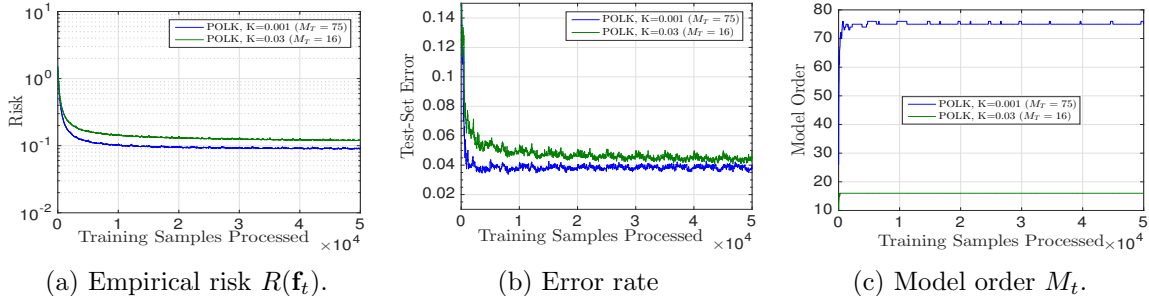 10^1
10^0
10^{-1}
10^{-2}
Risk
0 1 2 3 4 5
Training Samples Processed ×10^4
POLK, K=0.001 (M_T = 75)
POLK, K=0.03 (M_T = 16)
(a) Empirical risk R(f_t).
0.14
0.12
0.1
0.08
0.06
0.04
0.02
Test-Set Error
0 1 2 3 4 5
Training Samples Processed ×10^4
POLK, K=0.001 (M_T = 75)
POLK, K=0.03 (M_T = 16)
(b) Error rate
80
70
60
50
40
30
20
10
Model Order
0 1 2 3 4 5
Training Samples Processed ×10^4
POLK, K=0.001 (M_T = 75)
POLK, K=0.03 (M_T = 16)
(c) Model order M_t.